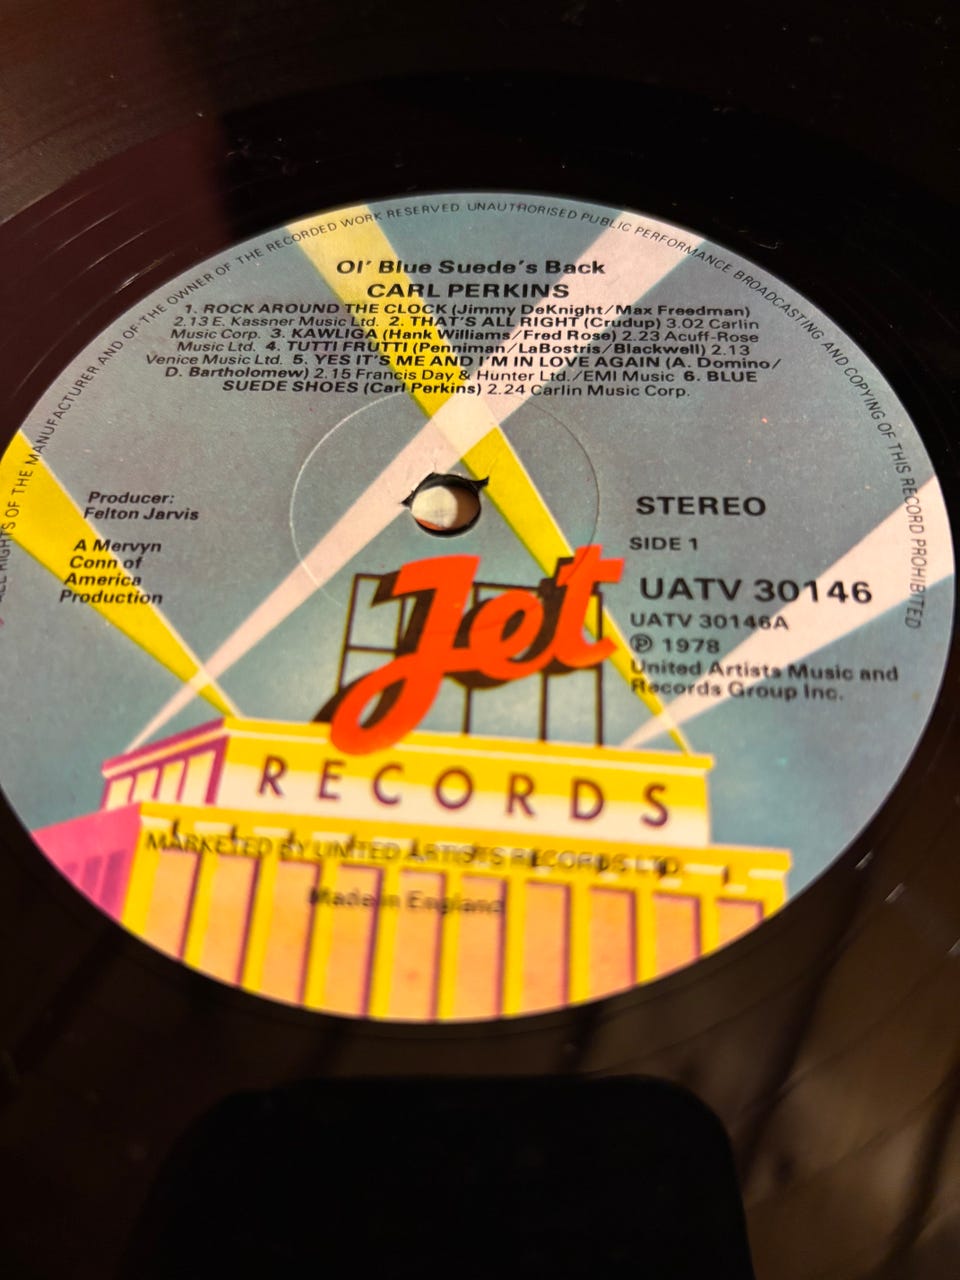 ALL RIGHTS OF THE MANUFACTURER AND OF THE OWNER OF THE RECORDED WORK RESERVED. UNAUTHORISED PUBLIC PERFORMANCE BROADCASTING AND COPYING OF THIS RECORD PROHIBITED
Ol' Blue Suede's Back
CARL PERKINS
1. ROCK AROUND THE CLOCK (Jimmy DeKnight/Max Freedman)
2.13 E. Kassner Music Ltd. 2. THAT'S ALL RIGHT (Crudup) 3.02 Carlin
Music Corp. 3. KAWLIGA (Hank Williams/Fred Rose) 2.23 Acuff-Rose
Music Ltd. 4. TUTTI FRUTTI (Penniman/LaBostris/Blackwell) 2.13
Venice Music Ltd. 5. YES IT'S ME AND I'M IN LOVE AGAIN (A. Domino/
D. Bartholomew) 2.15 Francis Day & Hunter Ltd./EMI Music 6. BLUE
SUEDE SHOES (Carl Perkins) 2.24 Carlin Music Corp.
Producer:
Felton Jarvis
A Mervyn
Conn of
America
Production
STEREO
SIDE 1
UATV 30146
UATV 30146A
℗ 1978
United Artists Music and
Records Group Inc.
Jet
RECORDS
MARKETED BY UNITED ARTISTS RECORDS LTD.
Made in England